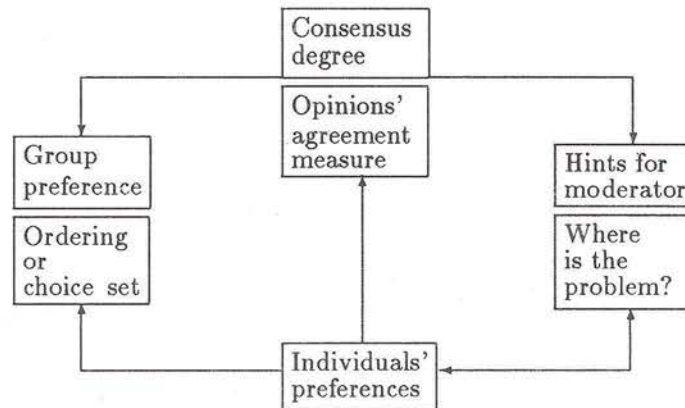 Consensus
degree
Opinions'
agreement
measure
Group
preference
Ordering
or
choice set
Hints for
moderator
Where
is the
problem?
Individuals'
preferences